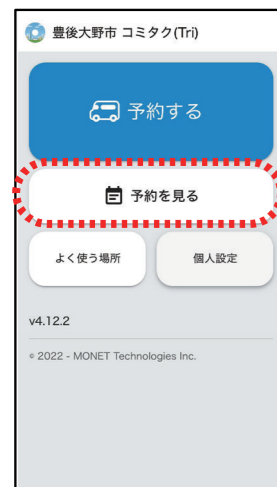 豊後大野市 コミタク(Tri)
予約する
予約を見る
よく使う場所
個人設定
v4.12.2
© 2022 - MONET Technologies Inc.